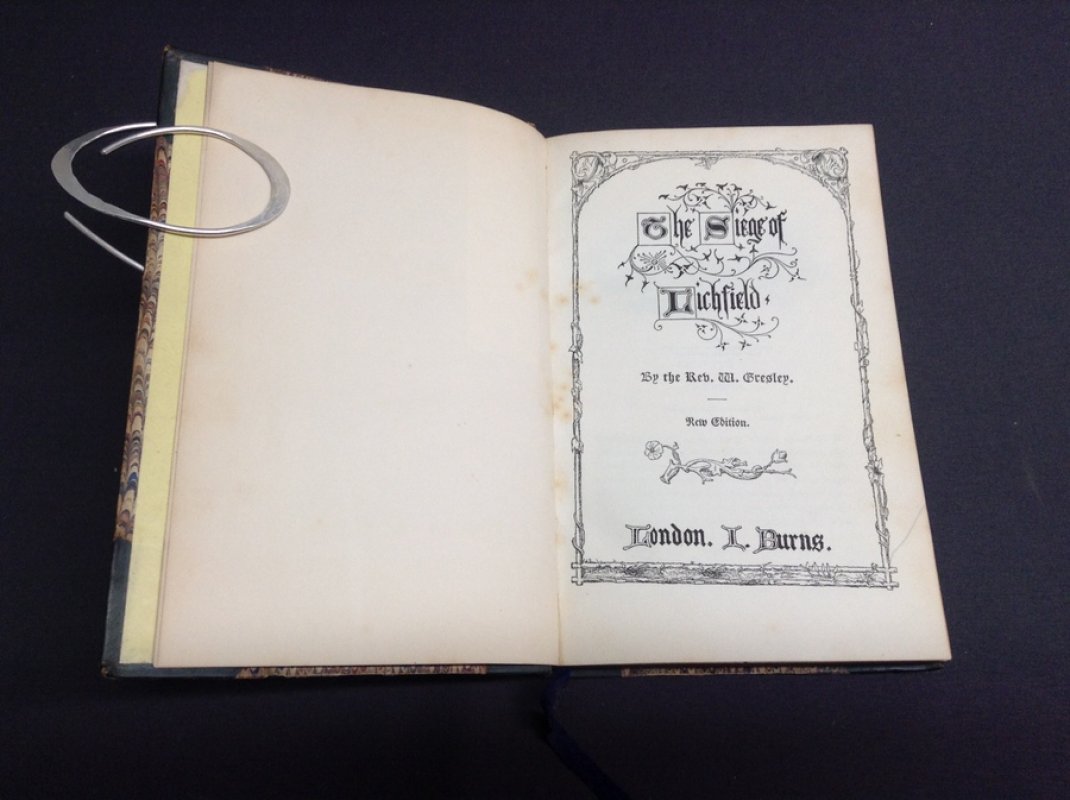 The Siege of
Lichfield.
By the Rev. W. Gresley.
New Edition.
London. I. Burns.